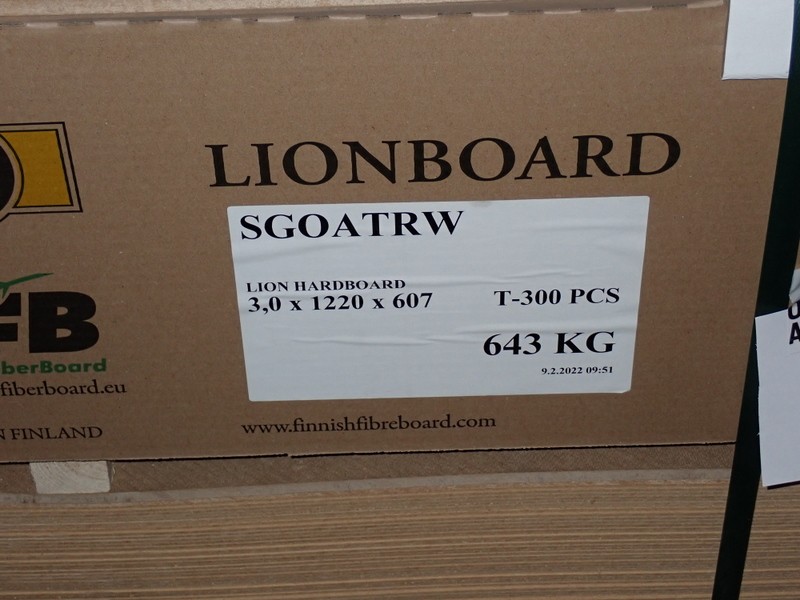 LIONBOARD
SGOATRW
LION HARDBOARD
3,0 x 1220 x 607 T-300 PCS
643 KG
9.2.2022 09:51
www.finnishfibreboard.com
FB
berBoard
fiberboard.eu
N FINLAND